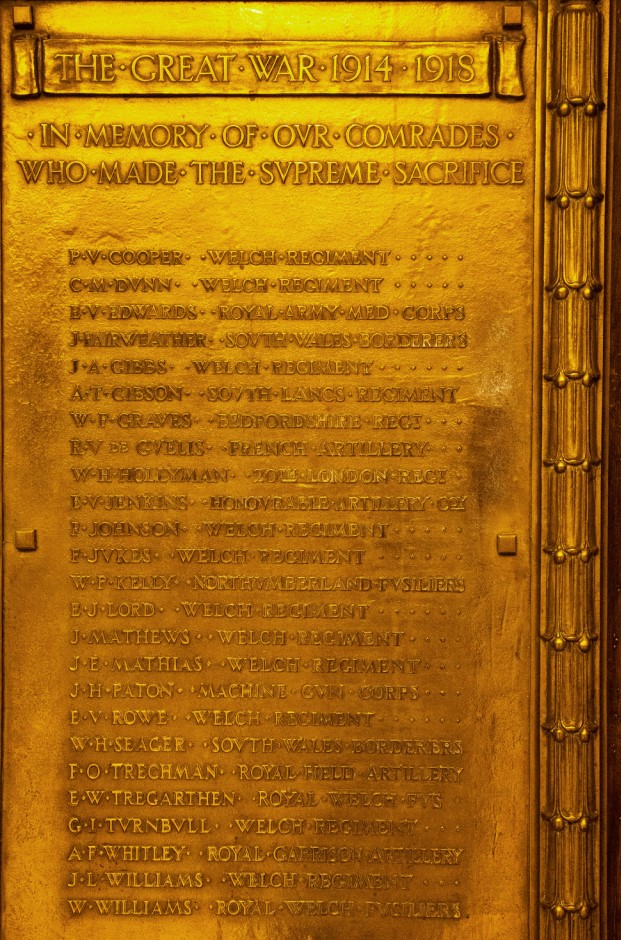 THE·GREAT·WAR·1914·1918
·IN·MEMORY·OF·OVR·COMRADES·
WHO·MADE·THE·SVPREME·SACRIFICE
P·V·COOPER· ·WELCH·REGIMENT· · · · ·
C·M·DVNN· ·WELCH·REGIMENT· · · · ·
E·V·EDWARDS· ·ROYAL·ARMY·MED·CORPS
J·FAIRWEATHER· ·SOVTH·WALES·BORDERERS
J·A·GIBBS· ·WELCH·REGIMENT· · · · · ·
A·T·GIBSON· ·SOVTH·LANCS·REGIMENT
W·F·GRAVES· ·BEDFORDSHIRE·REGT· · ·
R·V·DE·GVELIS· ·FRENCH·ARTILLERY· · ·
W·H·HOLLYMAN· ·20TH·LONDON·REGT·
E·V·JENKINS· ·HONOVRABLE·ARTILLERY·COY
F·JOHNSON· ·WELCH·REGIMENT· · · · ·
F·JVKES· ·WELCH·REGIMENT· · · · · ·
W·P·KELLY· ·NORTHVMBERLAND·FVSILIERS
E·J·LORD· ·WELCH·REGIMENT· · · · · ·
J·MATHEWS· ·WELCH·REGIMENT· · · ·
J·E·MATHIAS· ·WELCH·REGIMENT· · ·
J·H·PATON· ·MACHINE·GVN·CORPS· · ·
E·V·ROWE· ·WELCH·REGIMENT· · · · · ·
W·H·SEAGER· ·SOVTH·WALES·BORDERERS
F·O·TRECHMAN· ·ROYAL·FIELD·ARTILLERY
E·W·TREGARTHEN· ROYAL·WELCH·FVS·
G·I·TVRNBVLL· ·WELCH·REGIMENT· · ·
A·F·WHITLEY· ·ROYAL·GARRISON·ARTILLERY
J·L·WILLIAMS· ·WELCH·REGIMENT· · ·
W·WILLIAMS· ·ROYAL·WELCH·FVSILIERS